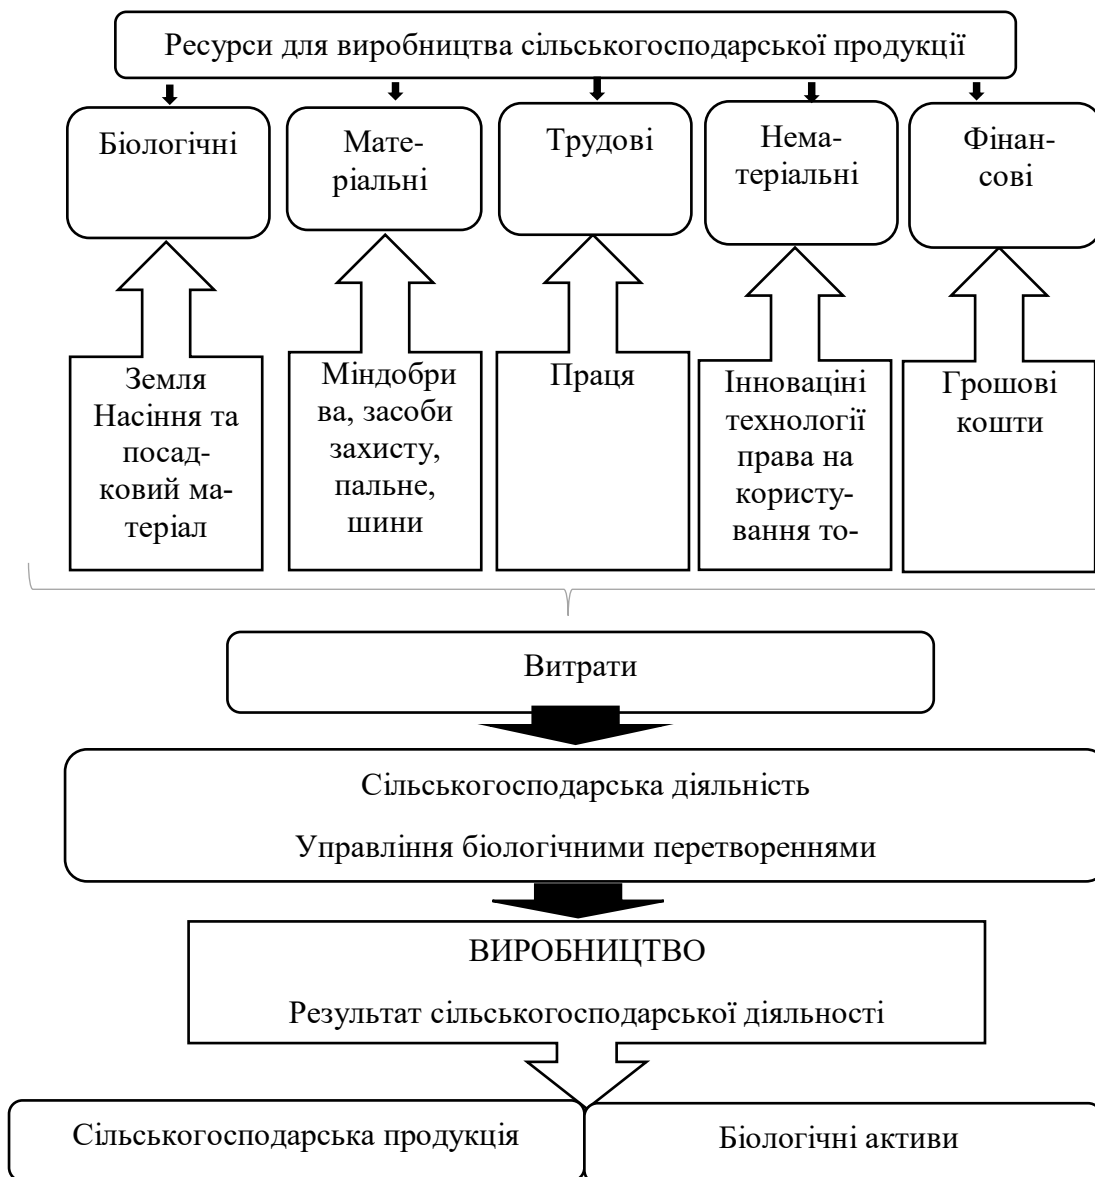 Ресурси для виробництва сільськогосподарської продукції
Біологічні
Мате-
ріальні
Трудові
Нема-
теріальні
Фінан-
сові
Земля
Насіння та
посад-
ковий ма-
теріал
Міндобри
ва, засоби
захисту,
пальне,
шини
Праця
Інноваціні
технології
права на
користу-
вання то-
Грошові
кошти
Витрати
Сільськогосподарська діяльність
Управління біологічними перетвореннями
ВИРОБНИЦТВО
Результат сільськогосподарської діяльності
Сільськогосподарська продукція
Біологічні активи